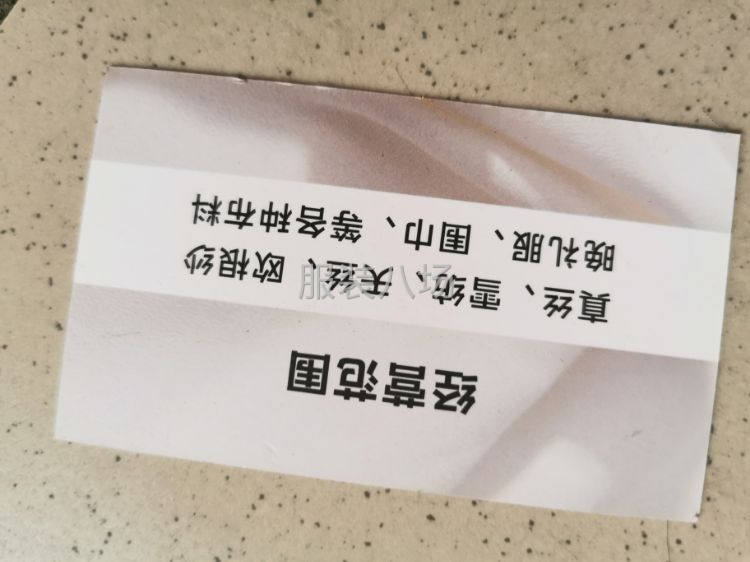 经营范围
真丝、雪纺、天丝、欧根纱
晚礼服、围巾、等各种布料
服装八场